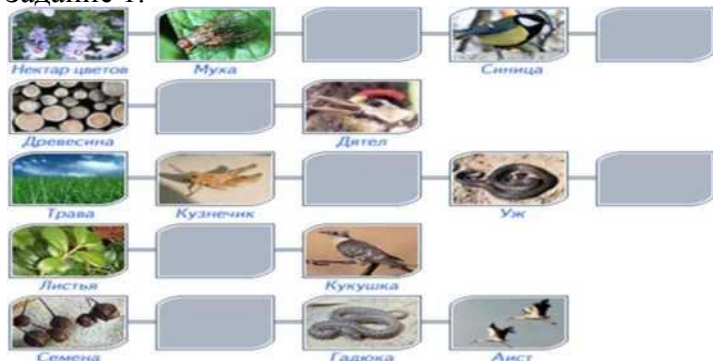 Задание 1.
Нектар цветов Муха Синица
Древесина Дятел
Трава Кузнечик Уж
Листья Кукушка
Семена Гадюка Аист